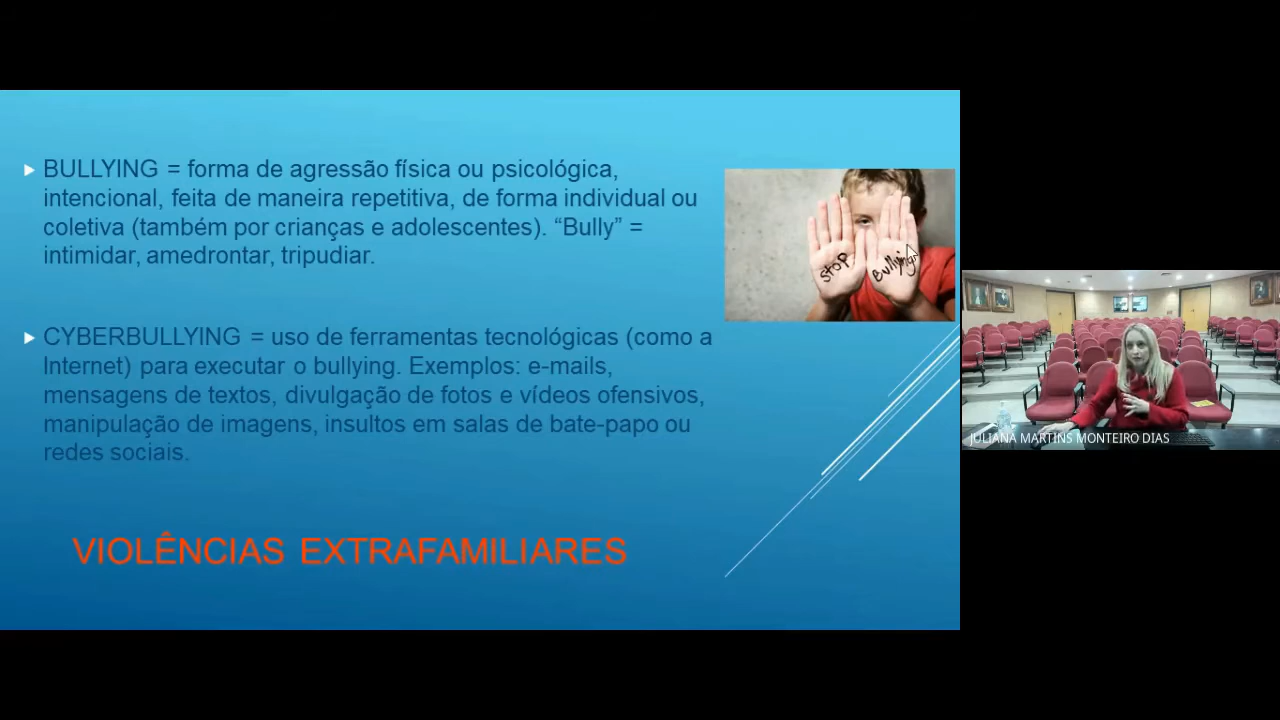 BULLYING = forma de agressão física ou psicológica,
intencional, feita de maneira repetitiva, de forma individual ou
coletiva (também por crianças e adolescentes). “Bully” =
intimidar, amedrontar, tripudiar.
CYBERBULLYING = uso de ferramentas tecnológicas (como a
Internet) para executar o bullying. Exemplos: e-mails,
mensagens de textos, divulgação de fotos e vídeos ofensivos,
manipulação de imagens, insultos em salas de bate-papo ou
redes sociais.
VIOLÊNCIAS EXTRAFAMILIARES
STOP
Bullying
JULIANA MARTINS MONTEIRO DIAS